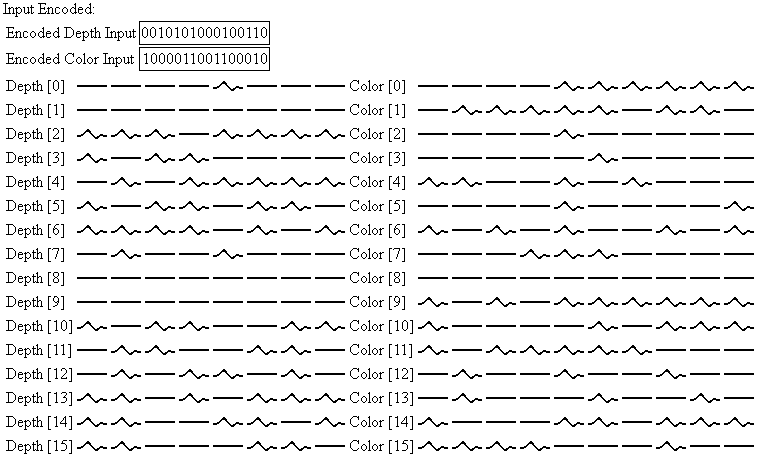 Input Encoded:
Encoded Depth Input 0010101000100110
Encoded Color Input 1000011001100010
Depth [0] Color [0]
Depth [1] Color [1]
Depth [2] Color [2]
Depth [3] Color [3]
Depth [4] Color [4]
Depth [5] Color [5]
Depth [6] Color [6]
Depth [7] Color [7]
Depth [8] Color [8]
Depth [9] Color [9]
Depth [10] Color [10]
Depth [11] Color [11]
Depth [12] Color [12]
Depth [13] Color [13]
Depth [14] Color [14]
Depth [15] Color [15]